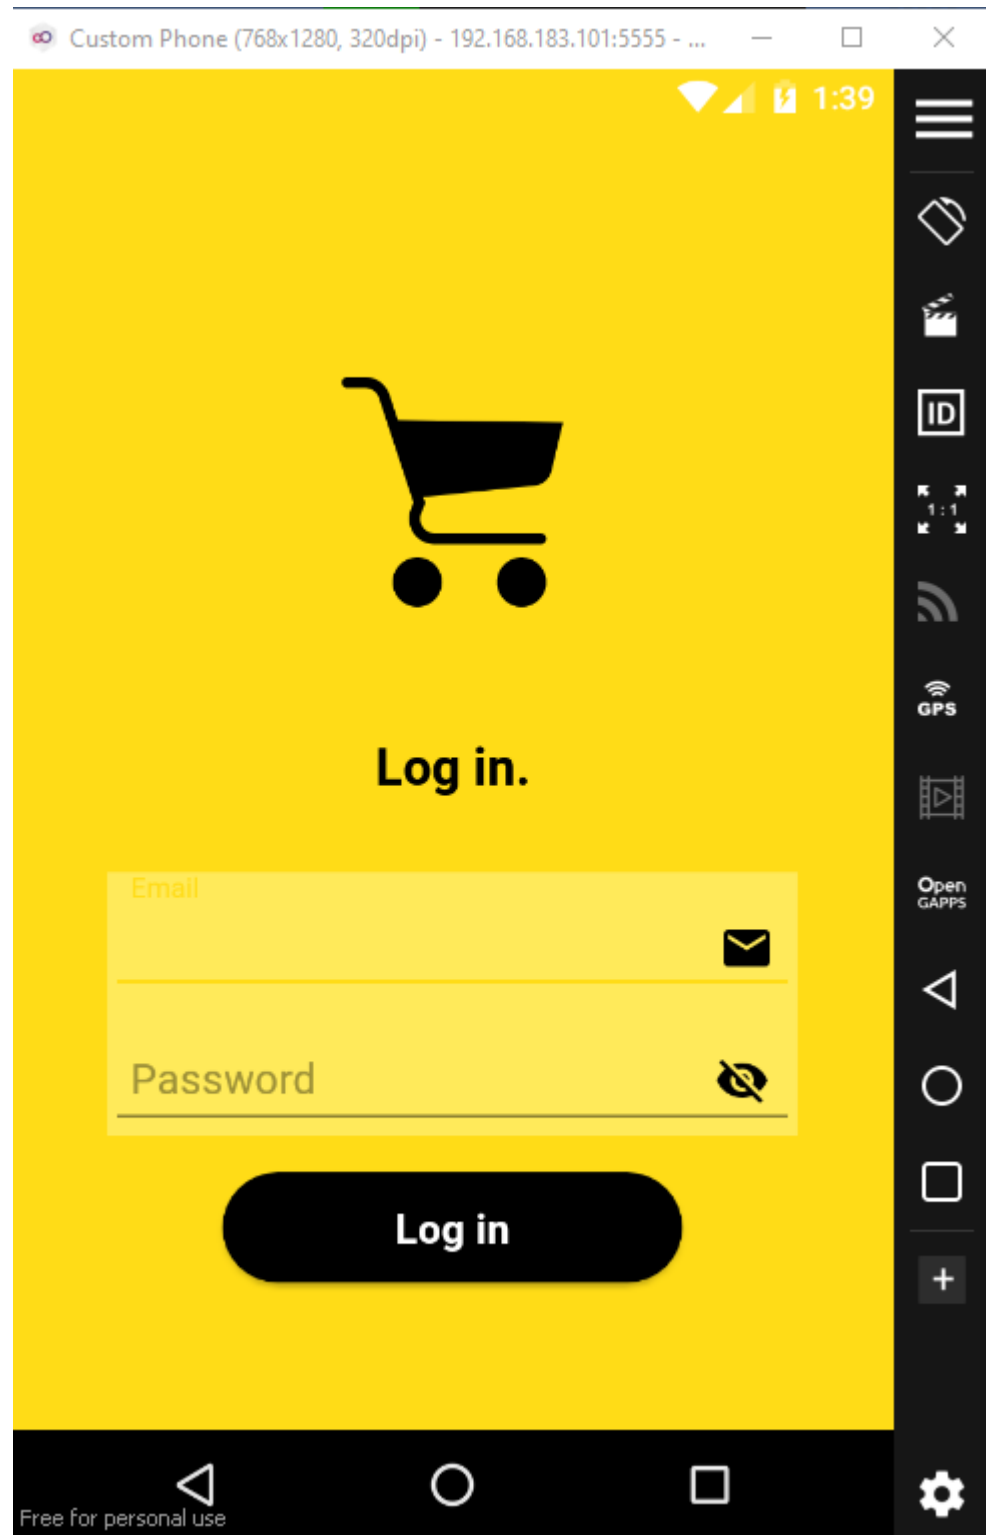 Custom Phone (768x1280, 320dpi) - 192.168.183.101:5555 - ...
1:39
ID
1:1
GPS
Log in.
Email
Open
GAPPS
Password
Log in
Free for personal use